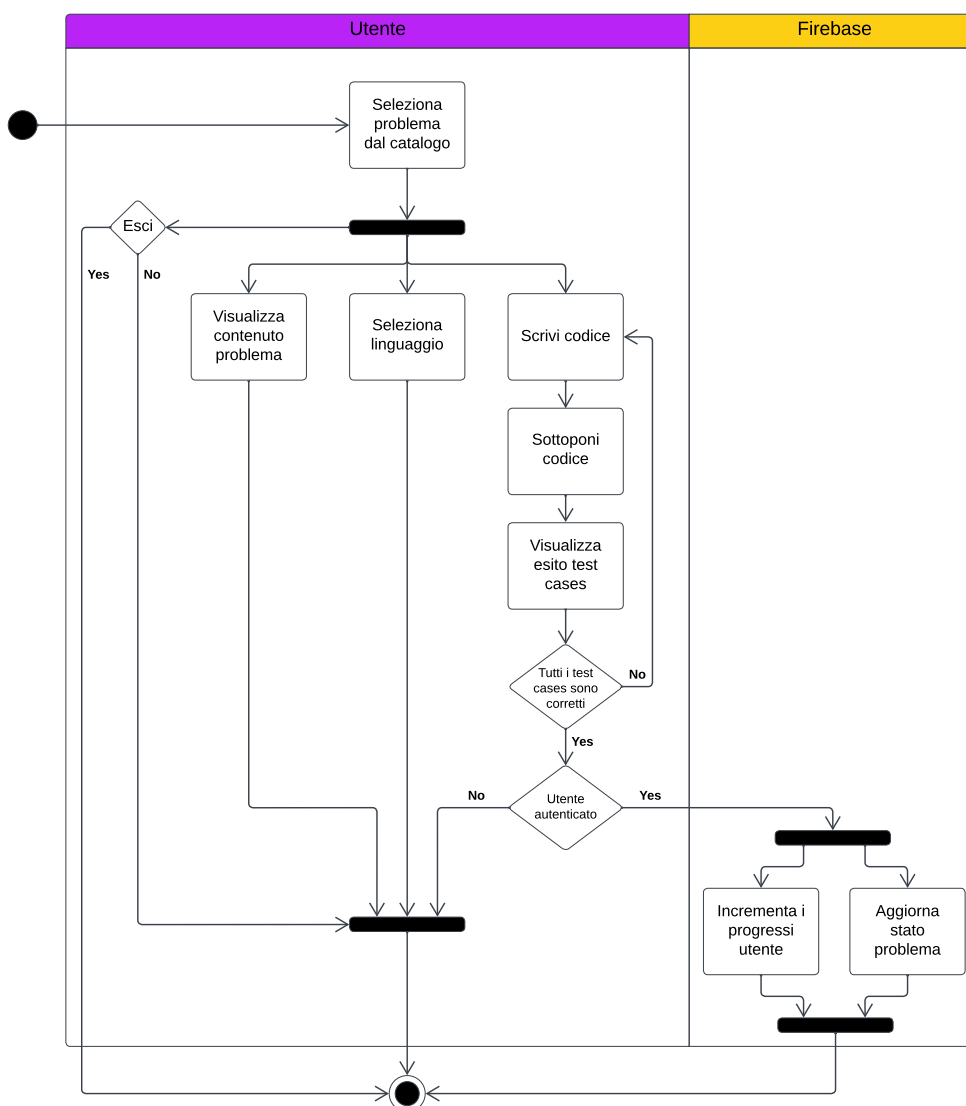 Utente
Firebase
Seleziona
problema
dal catalogo
Esci
Yes
No
Visualizza
contenuto
problema
Seleziona
linguaggio
Scrivi codice
Sottoponi
codice
Visualizza
esito test
cases
Tutti i test
cases sono
corretti
No
Yes
No
Utente
autenticato
Yes
Incrementa i
progressi
utente
Aggiorna
stato
problema